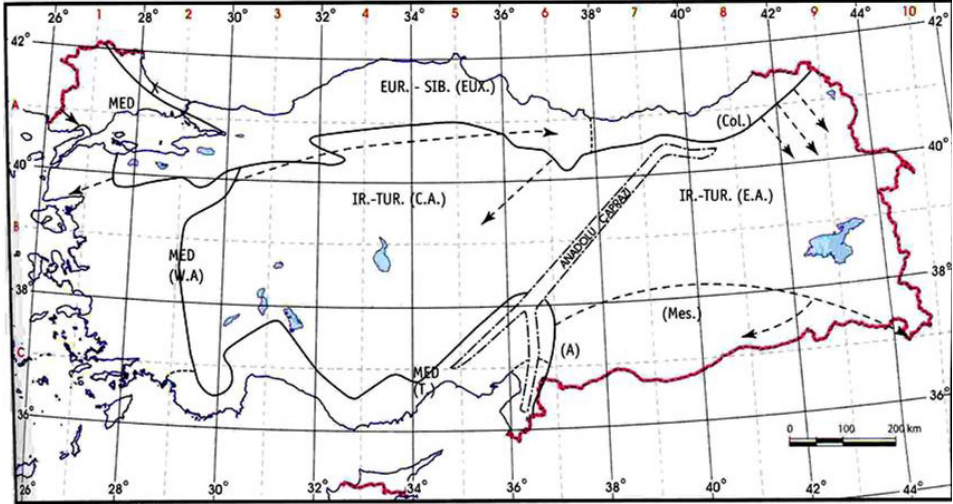 1 2 3 4 5 6 7 8 9 10
26° 28° 30° 32° 34° 36° 38° 40° 42° 44°
42° 42°
EUR. - SIB. (EUX.)
X
MED
A
(Col.)
40° 40°
IR.-TUR. (C.A.)
IR.-TUR. (E.A.)
ANADOLU ÇAPRAZI
B
MED
(W.A)
38° 38°
(Mes.)
C
(A)
MED
(T.)
36° 36°
0 100 200 km
26° 28° 30° 32° 34° 36° 38° 40° 42° 44°